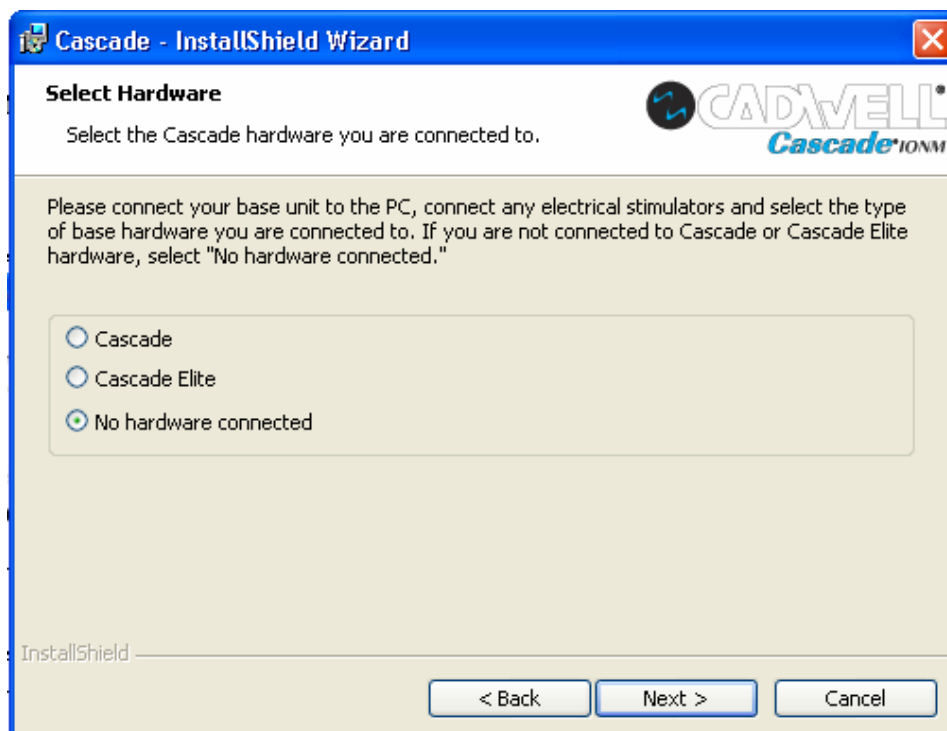 Cascade - InstallShield Wizard
Select Hardware
Select the Cascade hardware you are connected to.
CADWELL®
Cascade IONM
Please connect your base unit to the PC, connect any electrical stimulators and select the type
of base hardware you are connected to. If you are not connected to Cascade or Cascade Elite
hardware, select "No hardware connected."
Cascade
Cascade Elite
No hardware connected
InstallShield
< Back
Next >
Cancel